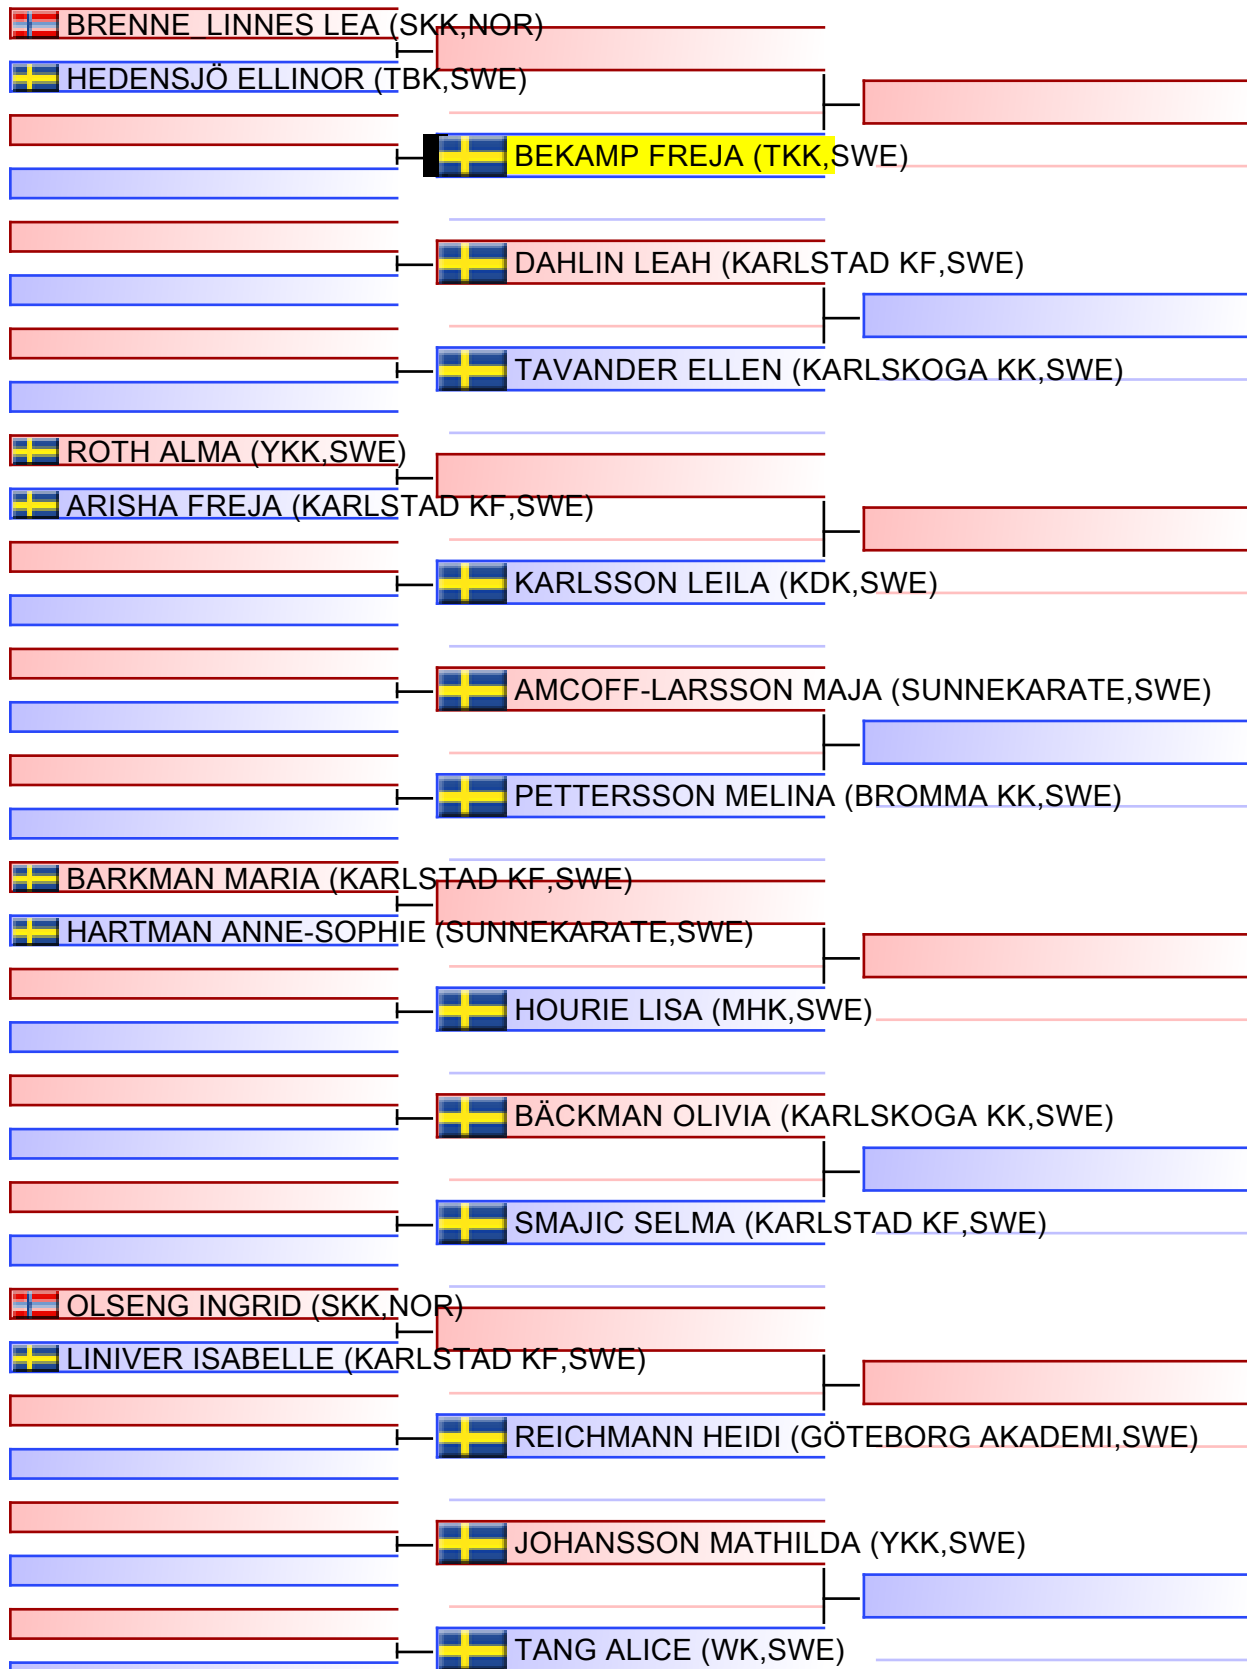 BRENNE_LINNES LEA (SKK,NOR)
HEDENSJÖ ELLINOR (TBK,SWE)
BEKAMP FREJA (TKK,SWE)
DAHLIN LEAH (KARLSTAD KF,SWE)
TAVANDER ELLEN (KARLSKOGA KK,SWE)
ROTH ALMA (YKK,SWE)
ARISHA FREJA (KARLSTAD KF,SWE)
KARLSSON LEILA (KDK,SWE)
AMCOFF-LARSSON MAJA (SUNNEKARATE,SWE)
PETTERSSON MELINA (BROMMA KK,SWE)
BARKMAN MARIA (KARLSTAD KF,SWE)
HARTMAN ANNE-SOPHIE (SUNNEKARATE,SWE)
HOURIE LISA (MHK,SWE)
BÄCKMAN OLIVIA (KARLSKOGA KK,SWE)
SMAJIC SELMA (KARLSTAD KF,SWE)
OLSENG INGRID (SKK,NOR)
LINIVER ISABELLE (KARLSTAD KF,SWE)
REICHMANN HEIDI (GÖTEBORG AKADEMI,SWE)
JOHANSSON MATHILDA (YKK,SWE)
TANG ALICE (WK,SWE)